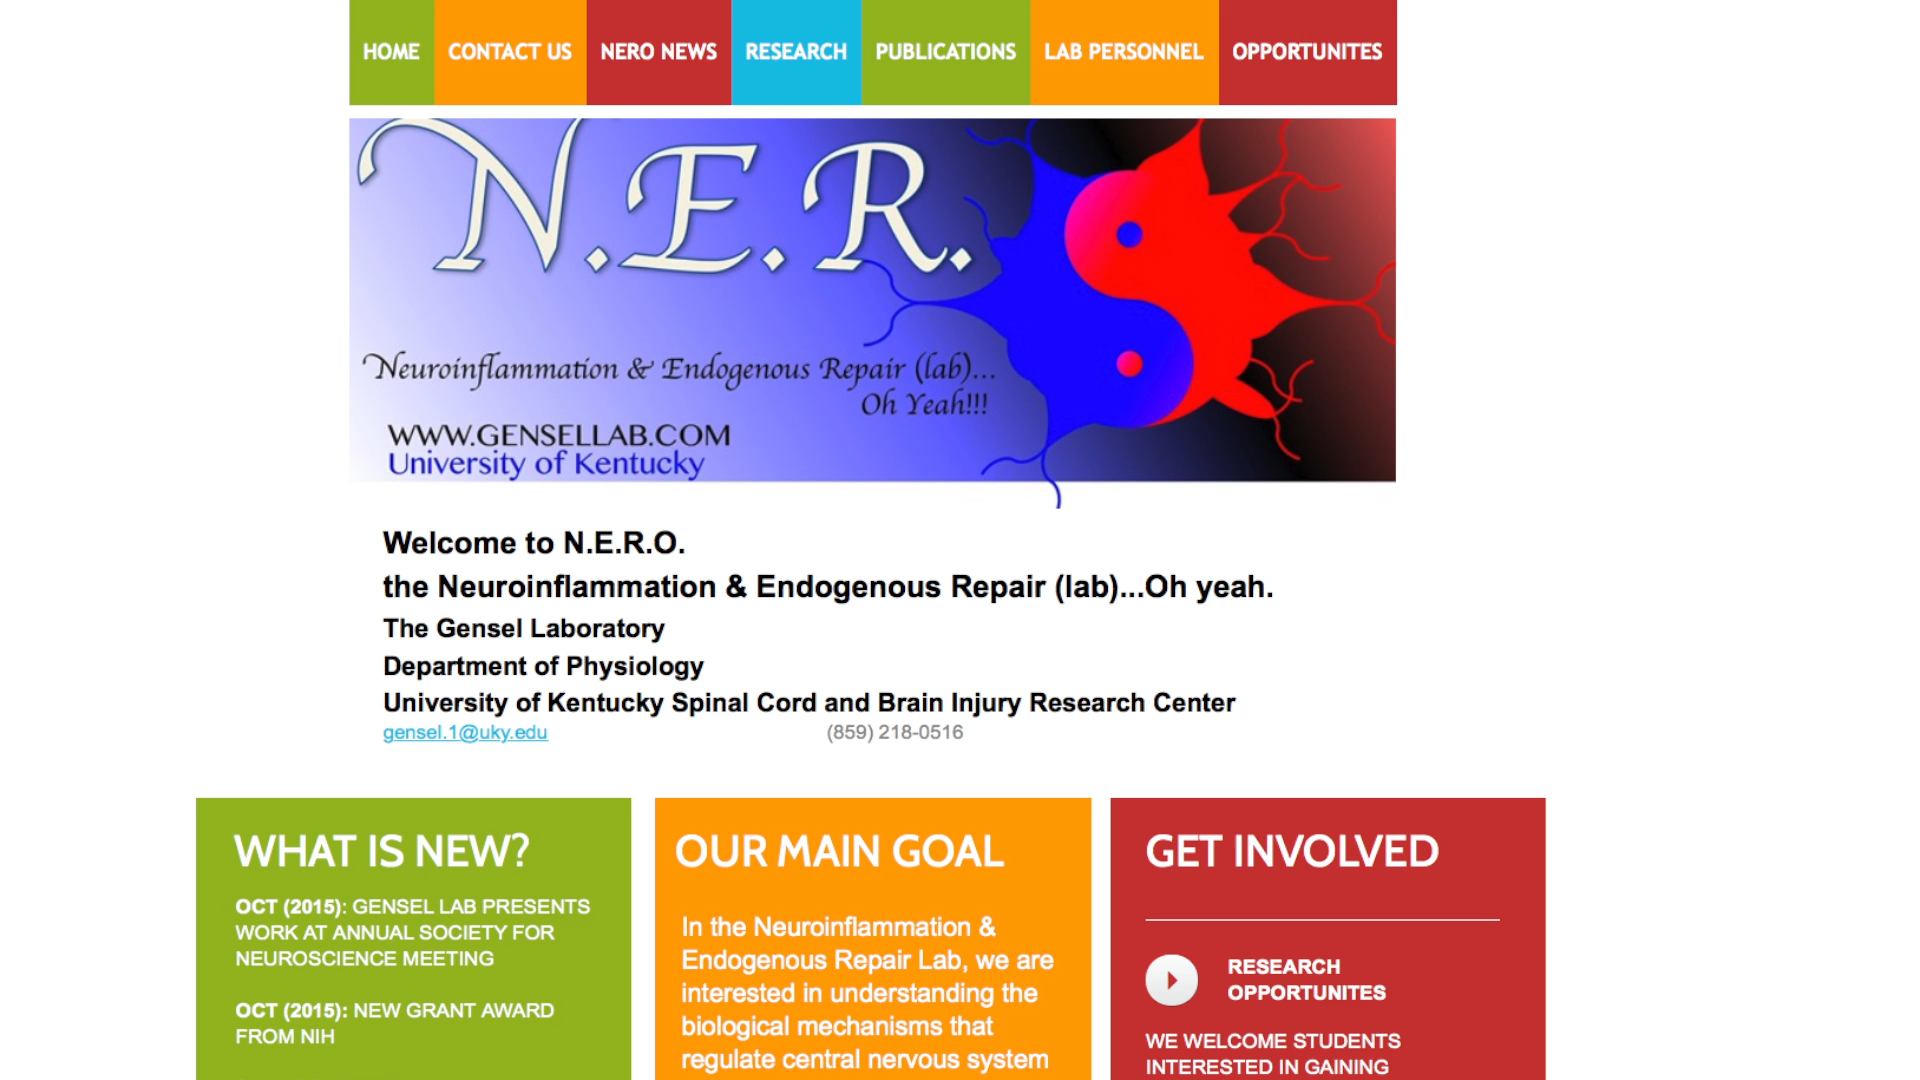 HOME CONTACT US NERO NEWS RESEARCH PUBLICATIONS LAB PERSONNEL OPPORTUNITES
N.E.R.
Neuroinflammation & Endogenous Repair (lab)...
Oh Yeah!!!
WWW.GENSELLAB.COM
University of Kentucky
Welcome to N.E.R.O.
the Neuroinflammation & Endogenous Repair (lab)...Oh yeah.
The Gensel Laboratory
Department of Physiology
University of Kentucky Spinal Cord and Brain Injury Research Center
gensel.1@uky.edu (859) 218-0516
WHAT IS NEW?
OCT (2015): GENSEL LAB PRESENTS
WORK AT ANNUAL SOCIETY FOR
NEUROSCIENCE MEETING
OCT (2015): NEW GRANT AWARD
FROM NIH
OUR MAIN GOAL
In the Neuroinflammation &
Endogenous Repair Lab, we are
interested in understanding the
biological mechanisms that
regulate central nervous system
GET INVOLVED
RESEARCH
OPPORTUNITES
WE WELCOME STUDENTS
INTERESTED IN GAINING